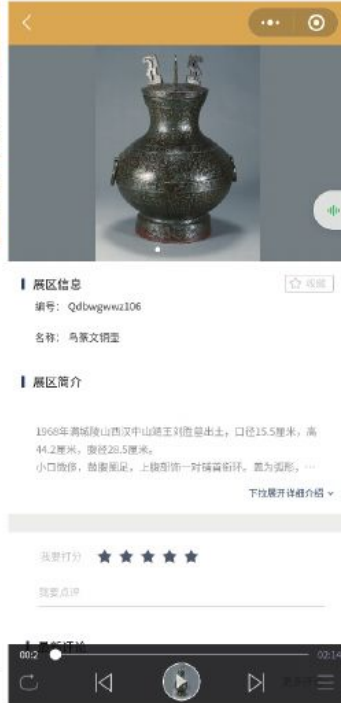 展区信息
收藏
编号： Qdbwgwwz106
名称： 鸟篆文铜壶
展区简介
1968年满城陵山西汉中山靖王刘胜墓出土，口径15.5厘米，高
44.2厘米，腹径28.5厘米。
小口微侈，鼓腹圈足，上腹部饰一对铺首衔环。盖为弧形，…
下拉展开详细介绍
我要打分
我要点评
最新评论
00:2
02:14